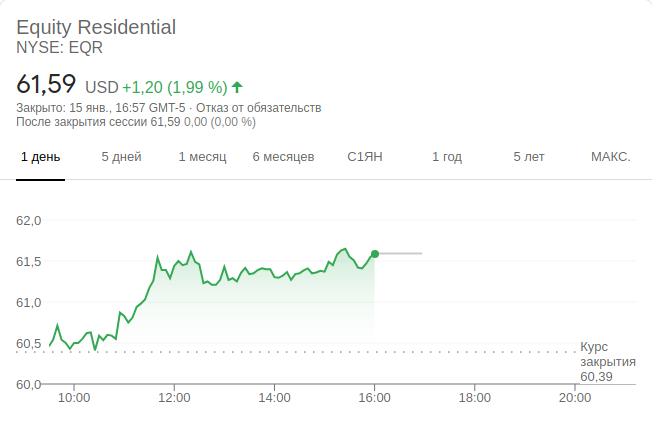 Equity Residential
NYSE: EQR
61,59 USD +1,20 (1,99 %)
Закрыто: 15 янв., 16:57 GMT-5 · Отказ от обязательств
После закрытия сессии 61,59 0,00 (0,00 %)
1 день 5 дней 1 месяц 6 месяцев С1ЯН 1 год 5 лет МАКС.
62,0
61,5
61,0
60,5
Курс
закрытия
60,39
60,0
10:00 12:00 14:00 16:00 18:00 20:00